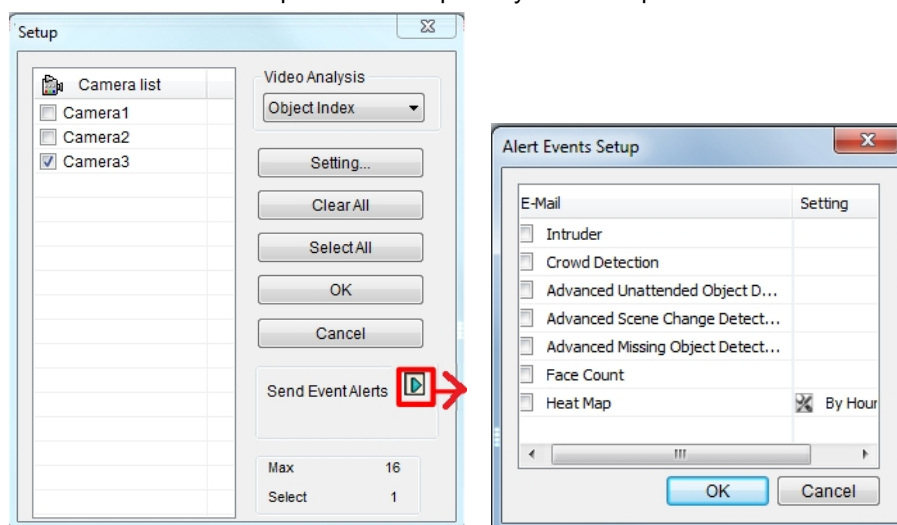 Setup
Camera list
Camera1
Camera2
Camera3
Video Analysis
Object Index
Setting...
Clear All
Select All
OK
Cancel
Send Event Alerts
Max 16
Select 1
Alert Events Setup
E-Mail Setting
Intruder
Crowd Detection
Advanced Unattended Object D...
Advanced Scene Change Detect...
Advanced Missing Object Detect...
Face Count
Heat Map By Hour
OK Cancel